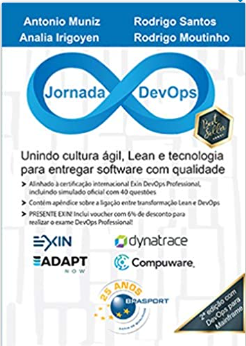 Antonio Muniz
Rodrigo Santos
Analia Irigoyen
Rodrigo Moutinho
Jornada DevOps
Best
Seller
Unindo cultura ágil, Lean e tecnologia
para entregar software com qualidade
Alinhado à certificação internacional Exin DevOps Professional,
incluindo simulado oficial com 40 questões
Contém apêndice sobre a ligação entre transformação Lean e DevOps
PRESENTE EXIN! Inclui voucher com 6% de desconto para
realizar o exame DevOps Professional!
EXIN
dynatrace
ADAPT
NOW
Compuware
25 ANOS
BRASPORT
2ª edição com
DevOps para
Mainframe